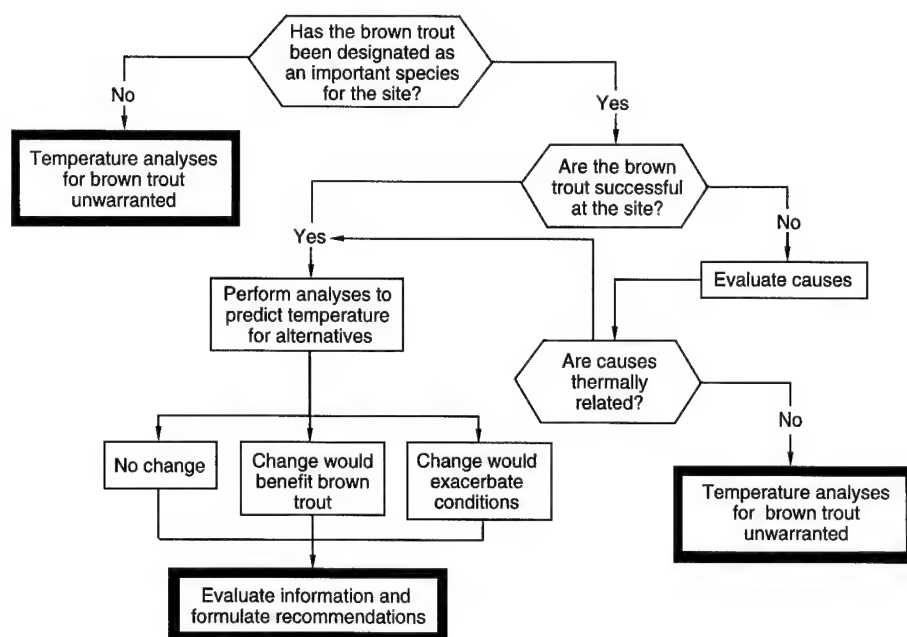 Has the brown trout
been designated as
an important species
for the site?
No
Yes
Temperature analyses
for brown trout
unwarranted
Are the brown
trout successful
at the site?
Yes
No
Evaluate causes
Perform analyses to
predict temperature
for alternatives
Are causes
thermally
related?
No
No change
Change would
benefit brown
trout
Change would
exacerbate
conditions
Temperature analyses
for brown trout
unwarranted
Evaluate information and
formulate recommendations